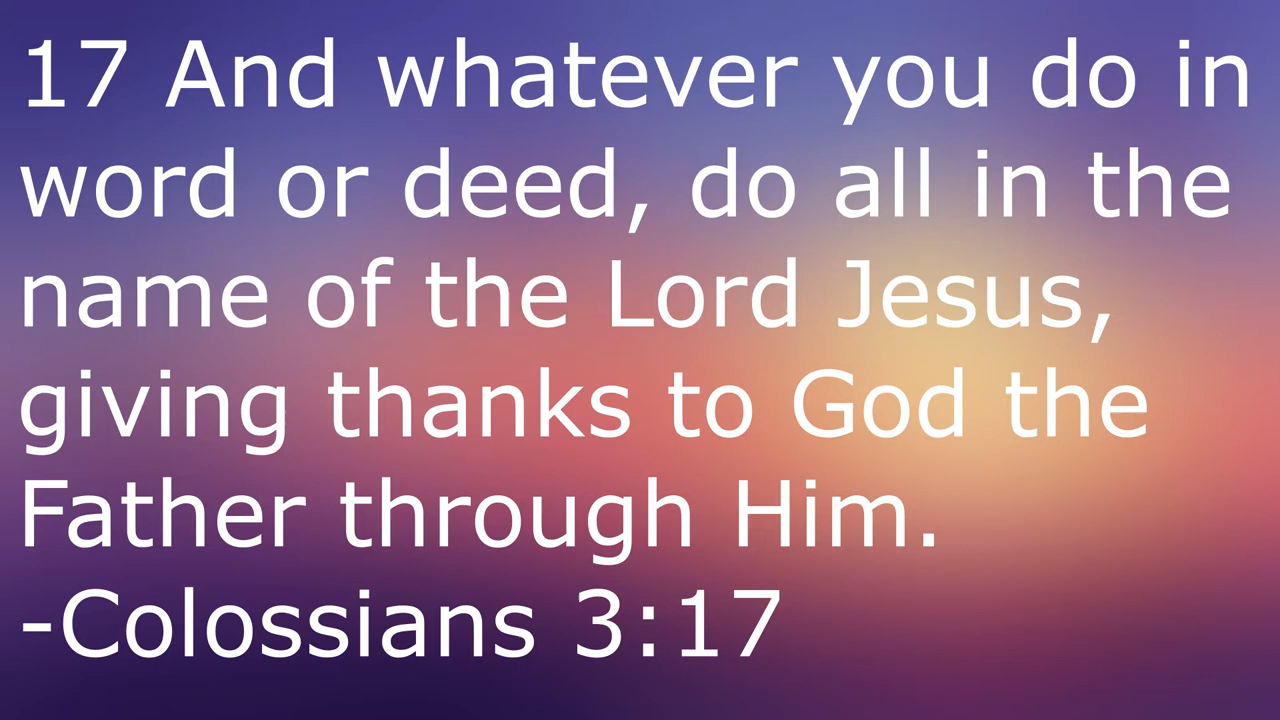 17 And whatever you do in
word or deed, do all in the
name of the Lord Jesus,
giving thanks to God the
Father through Him.
-Colossians 3:17